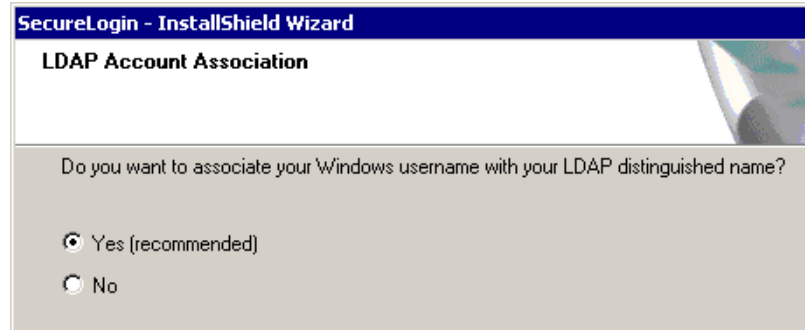 SecureLogin - InstallShield Wizard
LDAP Account Association
Do you want to associate your Windows username with your LDAP distinguished name?
Yes (recommended)
No